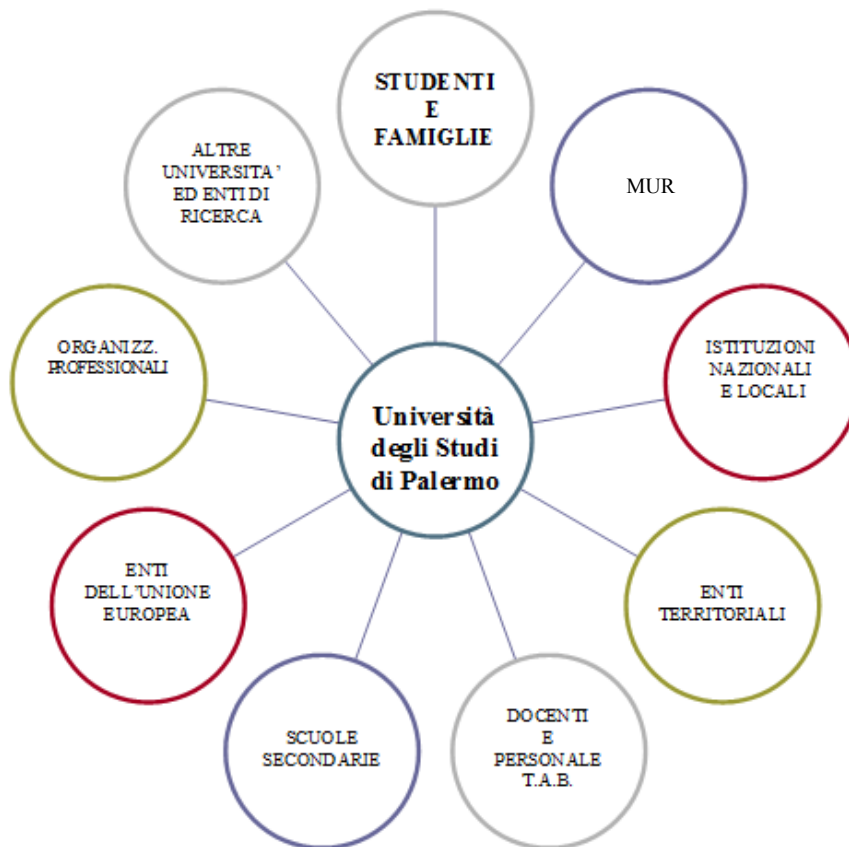 STUDENTI
E
FAMIGLIE
MUR
ISTITUZIONI
NAZIONALI
E LOCALI
ENTI
TERRITORIALI
DOCENTI
E
PERSONALE
T.A.B.
SCUOLE
SECONDARIE
ENTI
DELL'UNIONE
EUROPEA
ORGANIZZ.
PROFESSIONALI
ALTRE
UNIVERSITA'
ED ENTI DI
RICERCA
Università
degli Studi
di Palermo